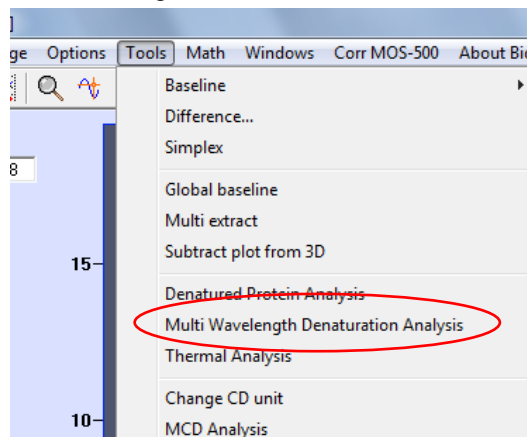 ge Options Tools Math Windows Corr MOS-500 About Bio
Baseline
Difference...
Simplex
8
Global baseline
Multi extract
Subtract plot from 3D
15
Denatured Protein Analysis
Multi Wavelength Denaturation Analysis
Thermal Analysis
Change CD unit
10
MCD Analysis